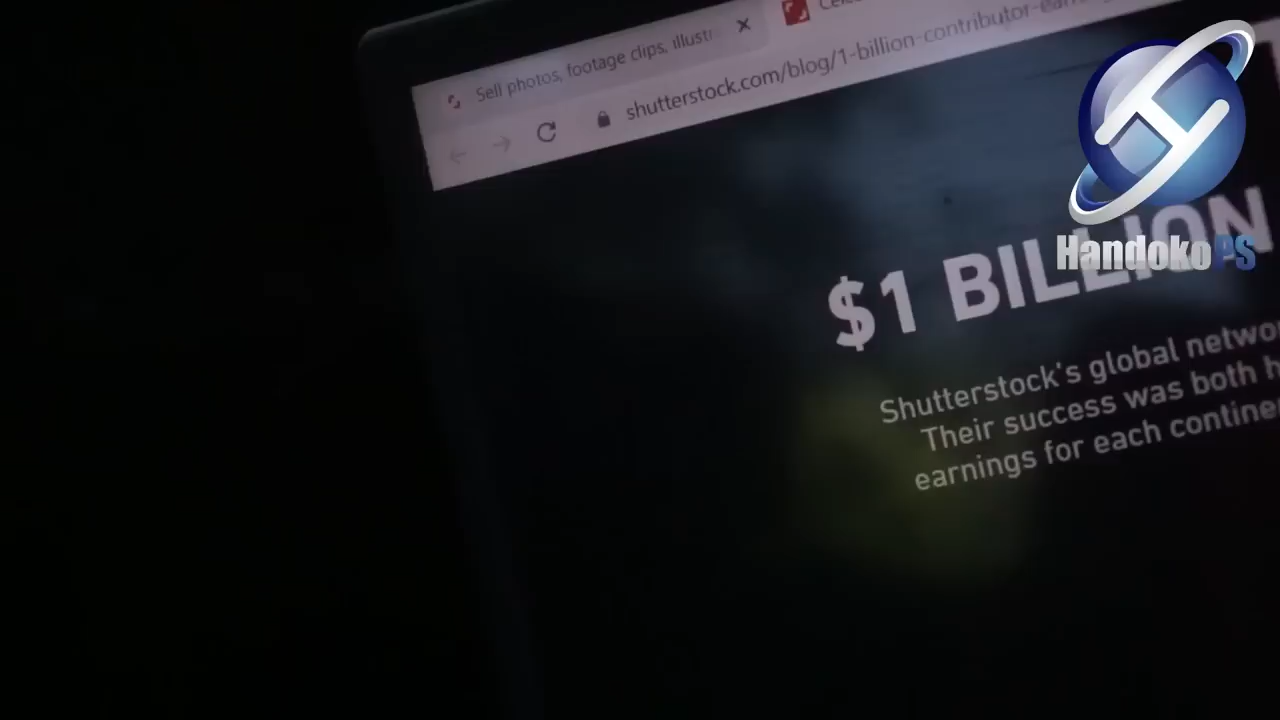 Sell photos, footage clips, illustr
shutterstock.com/blog/1-billion-contributor-earn
$1 BILLION
HandokoPS
Shutterstock's global netwo
Their success was both h
earnings for each contine